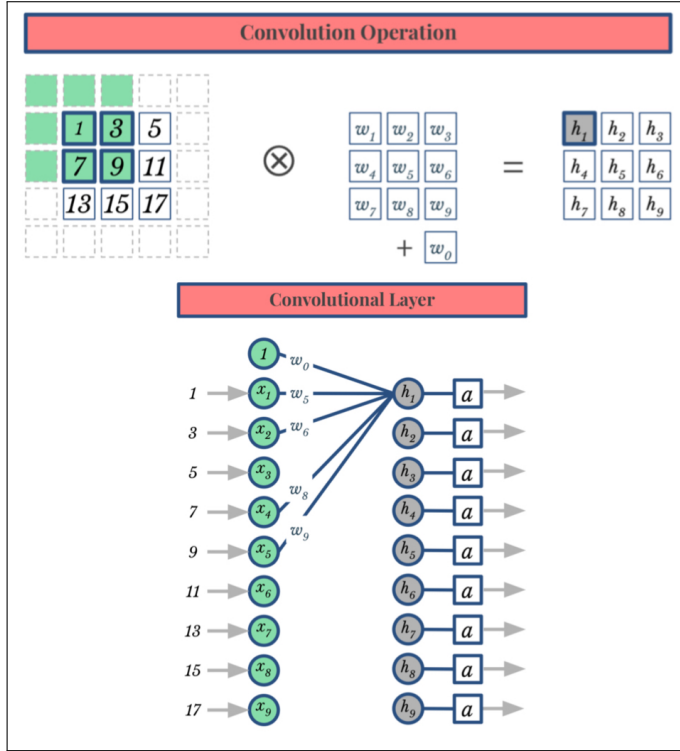 Convolution Operation
1 3 5 w₁ w₂ w₃ h₁ h₂ h₃
7 9 11 ⊗ w₄ w₅ w₆ = h₄ h₅ h₆
13 15 17 w₇ w₈ w₉ h₇ h₈ h₉
+ w₀
Convolutional Layer
1 w₀
1 x₁ w₅ h₁ a
3 x₂ w₆ h₂ a
5 x₃ h₃ a
w₈
7 x₄ h₄ a
w₉
9 x₅ h₅ a
11 x₆ h₆ a
13 x₇ h₇ a
15 x₈ h₈ a
17 x₉ h₉ a